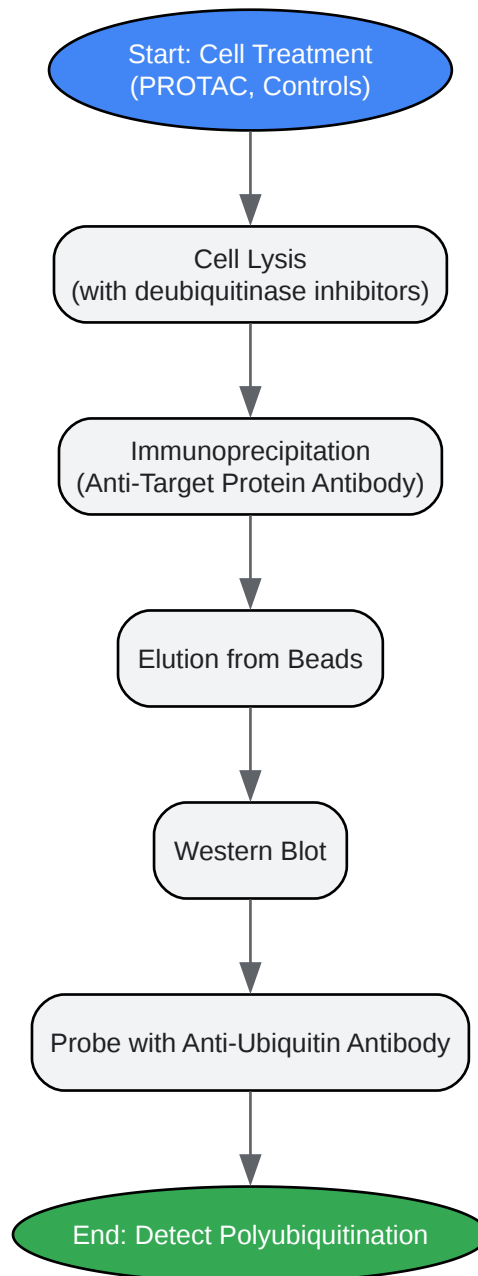 Start: Cell Treatment
(PROTAC, Controls)
Cell Lysis
(with deubiquitinase inhibitors)
Immunoprecipitation
(Anti-Target Protein Antibody)
Elution from Beads
Western Blot
Probe with Anti-Ubiquitin Antibody
End: Detect Polyubiquitination